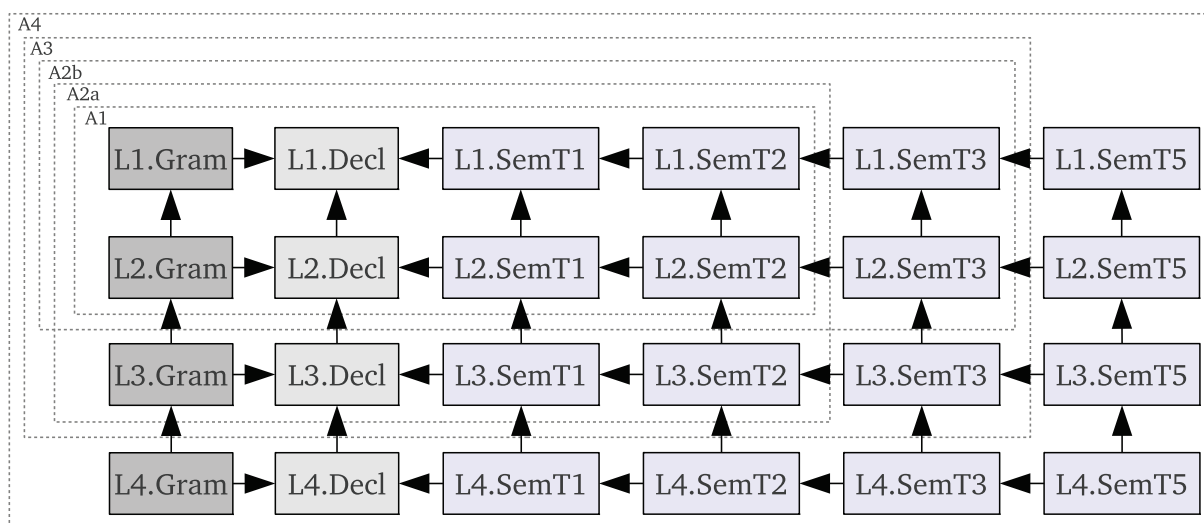 A4
A3
A2b
A2a
A1
L1.Gram L1.Decl L1.SemT1 L1.SemT2 L1.SemT3 L1.SemT5
L2.Gram L2.Decl L2.SemT1 L2.SemT2 L2.SemT3 L2.SemT5
L3.Gram L3.Decl L3.SemT1 L3.SemT2 L3.SemT3 L3.SemT5
L4.Gram L4.Decl L4.SemT1 L4.SemT2 L4.SemT3 L4.SemT5